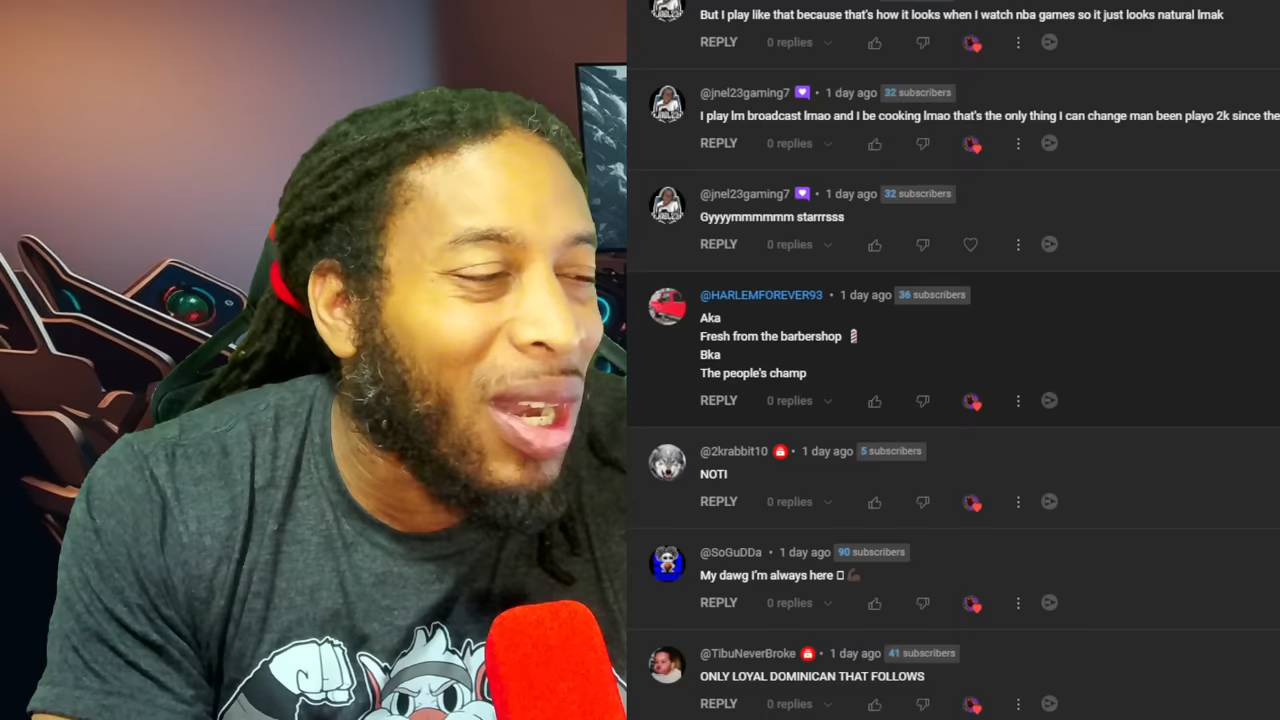 But I play like that because that's how it looks when I watch nba games so it just looks natural lmak
REPLY 0 replies
@jnel23gaming7 • 1 day ago 32 subscribers
I play lm broadcast lmao and I be cooking lmao that's the only thing I can change man been playo 2k since the
REPLY 0 replies
@jnel23gaming7 • 1 day ago 32 subscribers
Gyyyymmmmmm starrrsss
REPLY 0 replies
@HARLEMFOREVER93 • 1 day ago 36 subscribers
Aka
Fresh from the barbershop 💈
Bka
The people's champ
REPLY 0 replies
@2krabbit10 • 1 day ago 5 subscribers
NOTI
REPLY 0 replies
@SoGuDDa • 1 day ago 90 subscribers
My dawg I'm always here 💪🏿
REPLY 0 replies
@TibuNeverBroke • 1 day ago 41 subscribers
ONLY LOYAL DOMINICAN THAT FOLLOWS
REPLY 0 replies